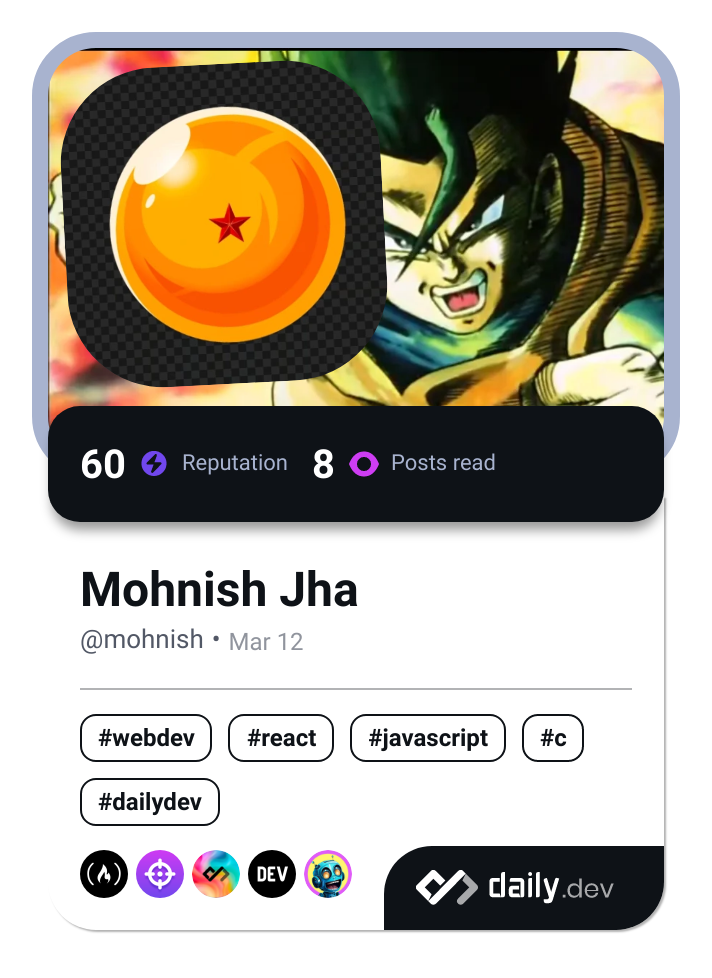 60 Reputation 8 Posts read
Mohnish Jha
@mohnish • Mar 12
#webdev #react #javascript #c
#dailydev
DEV
daily.dev